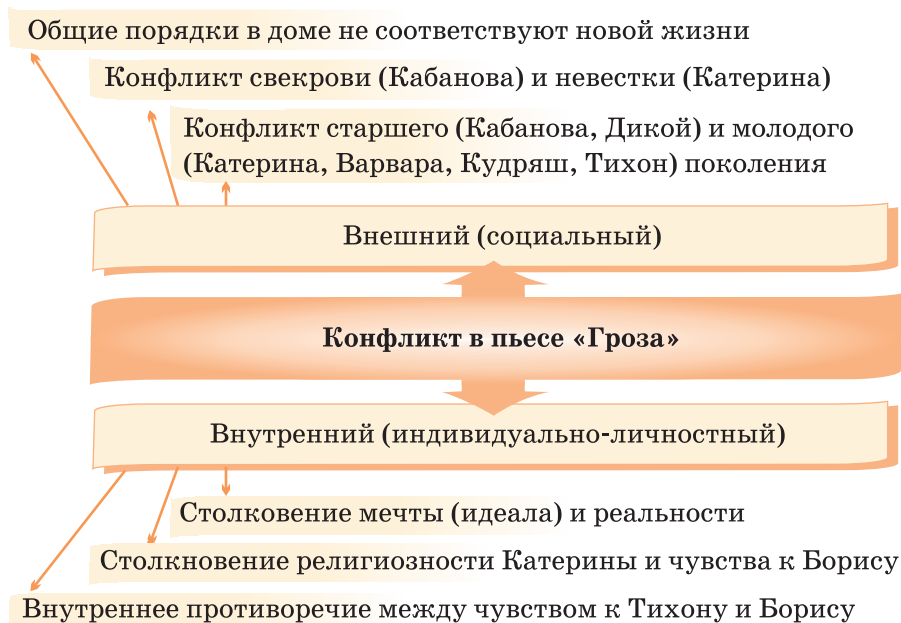 Общие порядки в доме не соответствуют новой жизни
Конфликт свекрови (Кабанова) и невестки (Катерина)
Конфликт старшего (Кабанова, Дикой) и молодого
(Катерина, Варвара, Кудряш, Тихон) поколения
Внешний (социальный)
Конфликт в пьесе «Гроза»
Внутренний (индивидуально-личностный)
Столковение мечты (идеала) и реальности
Столкновение религиозности Катерины и чувства к Борису
Внутреннее противоречие между чувством к Тихону и Борису